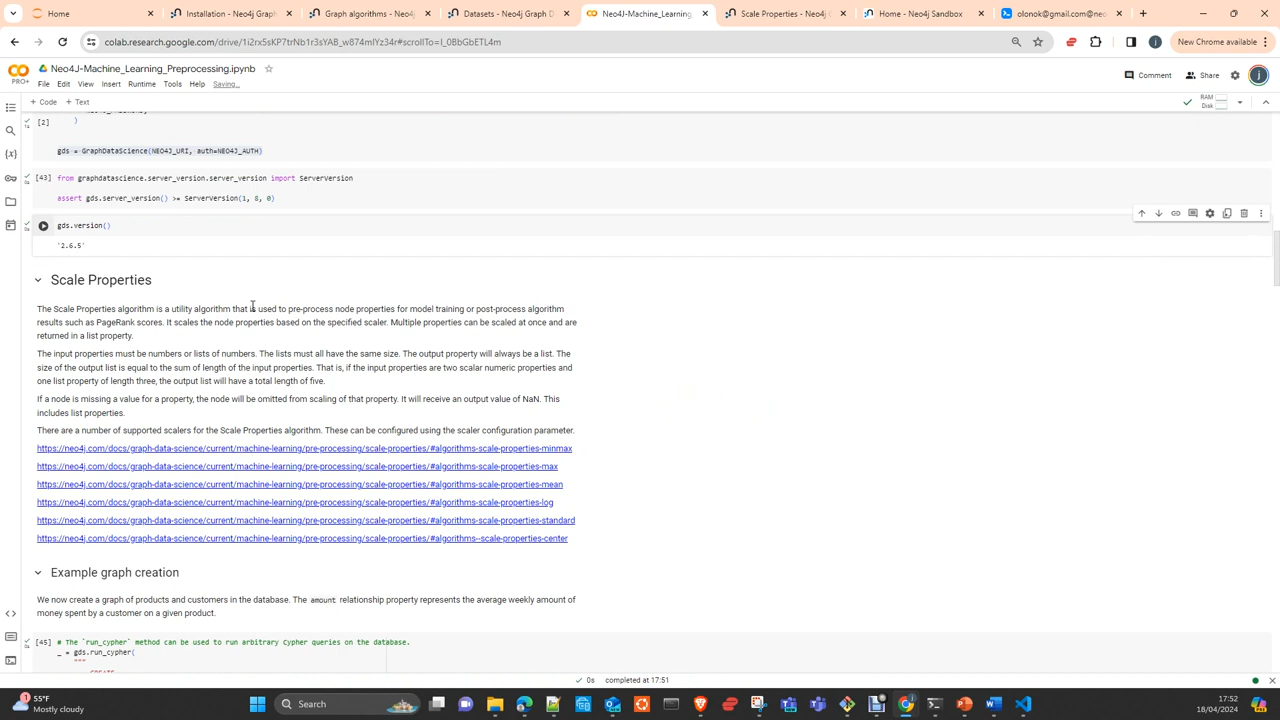 Home
Installation - Neo4j Graph
Graph algorithms - Neo4j
Datasets - Neo4j Graph D
Neo4J-Machine_Learning_
Scale Properties - Neo4j G
Home - Neo4j Sandbox
olonok@gmail.com@neo
colab.research.google.com/drive/1i2rx5sKP7trNb1r3sYAB_w874mIYz34r#scrollTo=I_0BbGbETL4m
New Chrome available
Neo4J-Machine_Learning_Preprocessing.ipynb
PRO+
File Edit View Insert Runtime Tools Help Saving...
Comment
Share
+ Code + Text
RAM
Disk
[2]
)
gds = GraphDataScience(NEO4J_URI, auth=NEO4J_AUTH)
[43] from graphdatascience.server_version.server_version import ServerVersion
assert gds.server_version() >= ServerVersion(1, 8, 0)
gds.version()
'2.6.5'
Scale Properties
The Scale Properties algorithm is a utility algorithm that is used to pre-process node properties for model training or post-process algorithm
results such as PageRank scores. It scales the node properties based on the specified scaler. Multiple properties can be scaled at once and are
returned in a list property.
The input properties must be numbers or lists of numbers. The lists must all have the same size. The output property will always be a list. The
size of the output list is equal to the sum of length of the input properties. That is, if the input properties are two scalar numeric properties and
one list property of length three, the output list will have a total length of five.
If a node is missing a value for a property, the node will be omitted from scaling of that property. It will receive an output value of NaN. This
includes list properties.
There are a number of supported scalers for the Scale Properties algorithm. These can be configured using the scaler configuration parameter.
https://neo4j.com/docs/graph-data-science/current/machine-learning/pre-processing/scale-properties/#algorithms-scale-properties-minmax
https://neo4j.com/docs/graph-data-science/current/machine-learning/pre-processing/scale-properties/#algorithms-scale-properties-max
https://neo4j.com/docs/graph-data-science/current/machine-learning/pre-processing/scale-properties/#algorithms-scale-properties-mean
https://neo4j.com/docs/graph-data-science/current/machine-learning/pre-processing/scale-properties/#algorithms-scale-properties-log
https://neo4j.com/docs/graph-data-science/current/machine-learning/pre-processing/scale-properties/#algorithms-scale-properties-standard
https://neo4j.com/docs/graph-data-science/current/machine-learning/pre-processing/scale-properties/#algorithms--scale-properties-center
Example graph creation
We now create a graph of products and customers in the database. The amount relationship property represents the average weekly amount of
money spent by a customer on a given product.
[45] # The `run_cypher` method can be used to run arbitrary Cypher queries on the database.
_ = gds.run_cypher(
"""
CREATE
0s completed at 17:51
55°F
Mostly cloudy
Search
17:52
18/04/2024